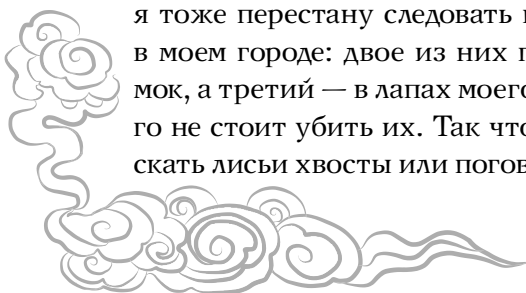 я тоже перестану следовать
в моем городе: двое из них
мок, а третий — в лапах моего
го не стоит убить их. Так что
скать лисьи хвосты или погов